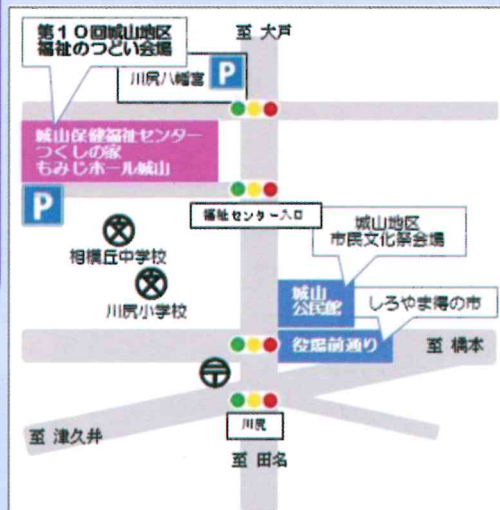 第１０回城山地区
福祉のつどい会場
至 大戸
川尻八幡宮
P
城山保健福祉センター
つくしの家
もみじホール城山
P
福祉センター入口
城山地区
市民文化祭会場
相模丘中学校
城山
公民館
しろやま得の市
川尻小学校
役場前通り
至 橋本
川尻
至 津久井
至 田名